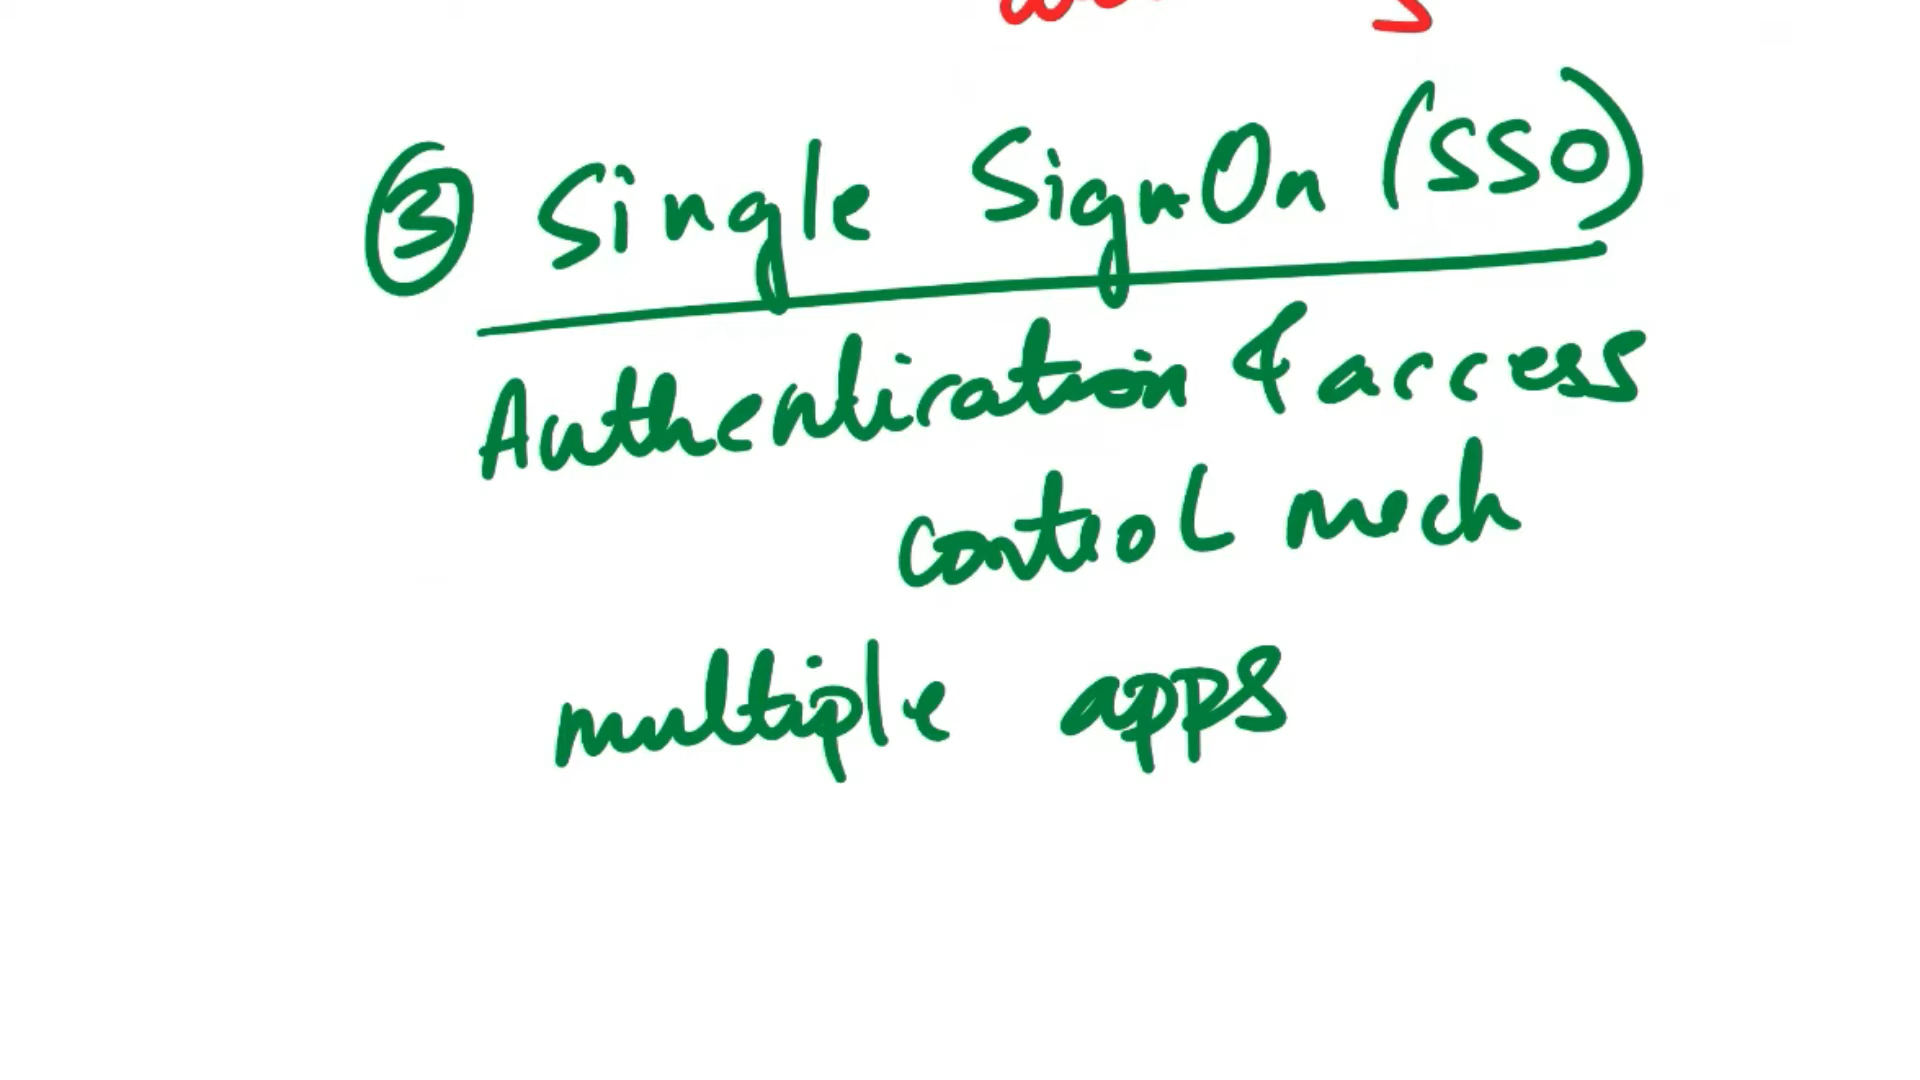 ③ Single SignOn (SSO)
Authentication & access
control mech
multiple apps